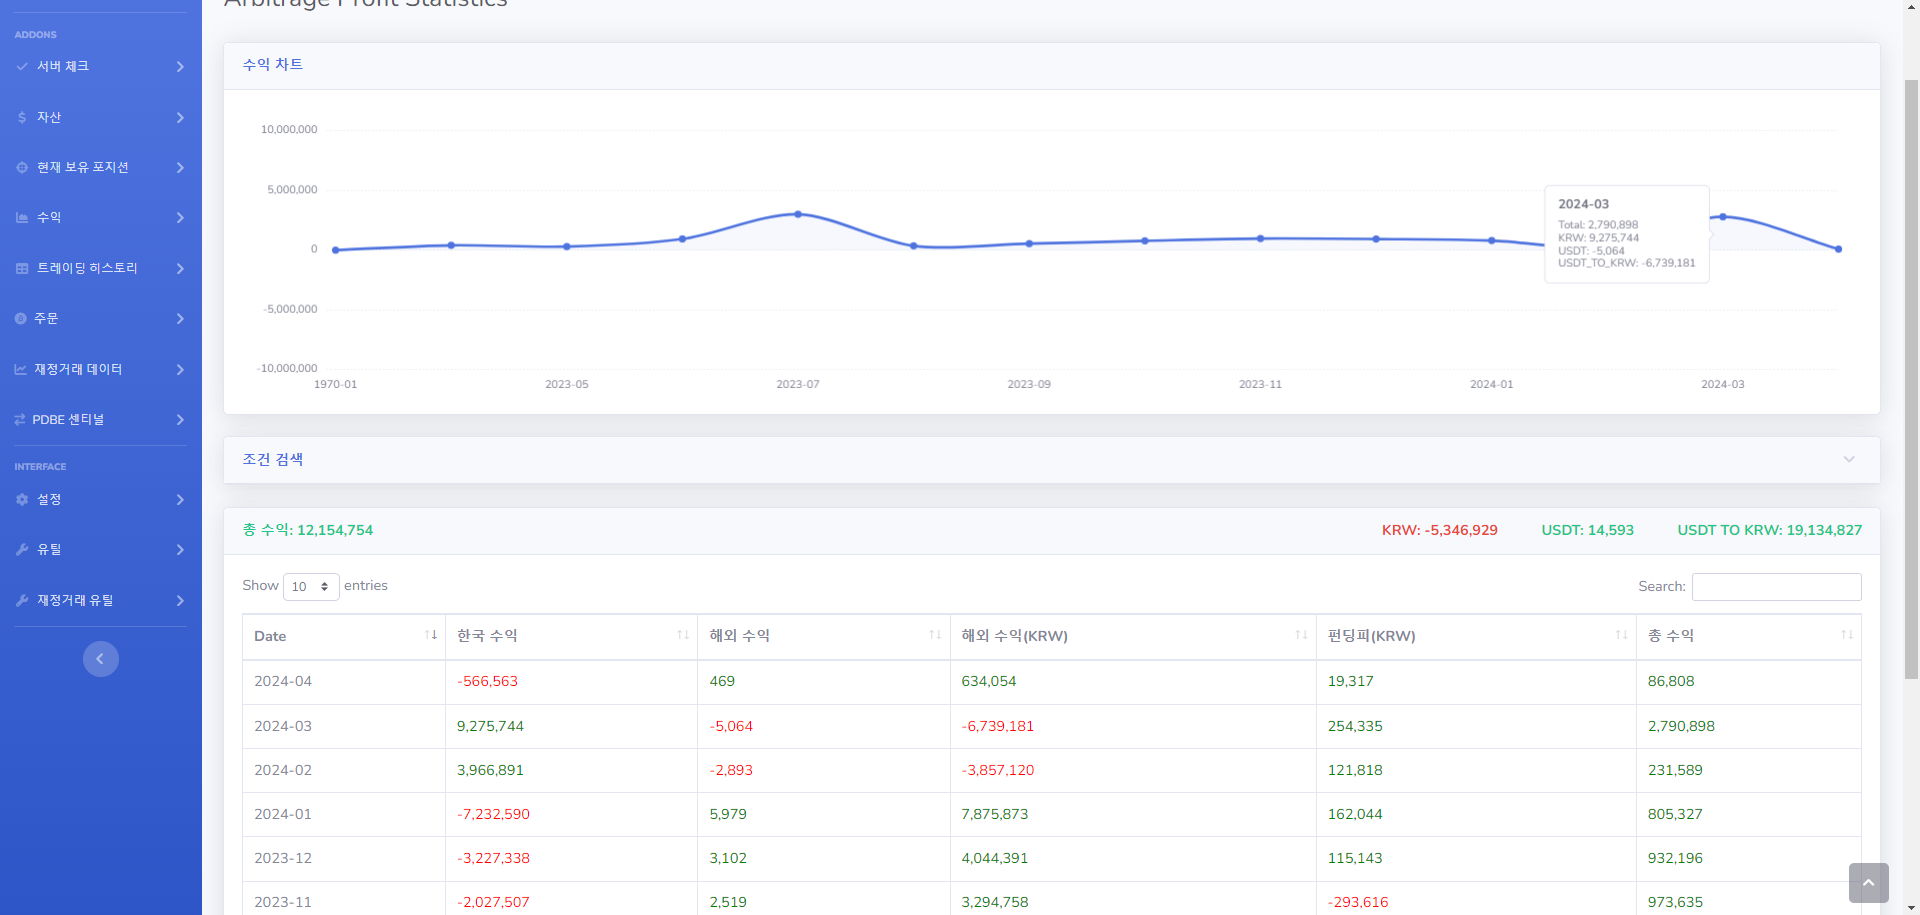 Arbitrage Profit Statistics
ADDONS
서버 체크
자산
현재 보유 포지션
수익
트레이딩 히스토리
주문
재정거래 데이터
PDBE 센티널
INTERFACE
설정
유틸
재정거래 유틸
수익 차트
10,000,000
5,000,000
0
-5,000,000
-10,000,000
1970-01 2023-05 2023-07 2023-09 2023-11 2024-01 2024-03
2024-03
Total: 2,790,898
KRW: 9,275,744
USDT: -5,064
USDT_TO_KRW: -6,739,181
조건 검색
총 수익: 12,154,754 KRW: -5,346,929 USDT: 14,593 USDT TO KRW: 19,134,827
Show 10 entries Search:
Date 한국 수익 해외 수익 해외 수익(KRW) 펀딩피(KRW) 총 수익
2024-04 -566,563 469 634,054 19,317 86,808
2024-03 9,275,744 -5,064 -6,739,181 254,335 2,790,898
2024-02 3,966,891 -2,893 -3,857,120 121,818 231,589
2024-01 -7,232,590 5,979 7,875,873 162,044 805,327
2023-12 -3,227,338 3,102 4,044,391 115,143 932,196
2023-11 -2,027,507 2,519 3,294,758 -293,616 973,635